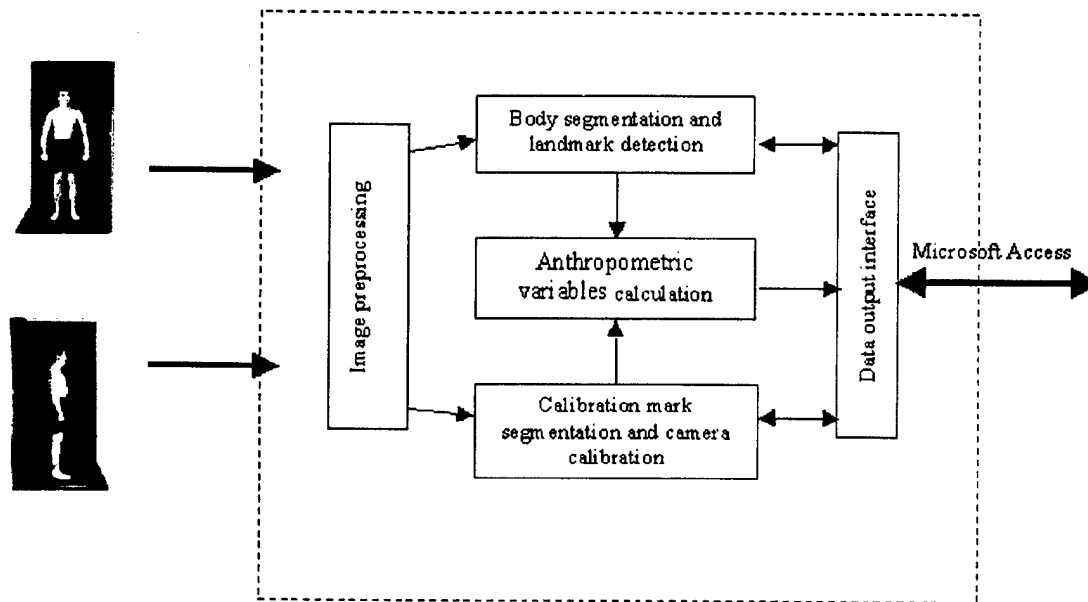 Body segmentation and
landmark detection
Image preprocessing
Anthropometric
variables calculation
Data output interface
Microsoft Access
Calibration mark
segmentation and camera
calibration